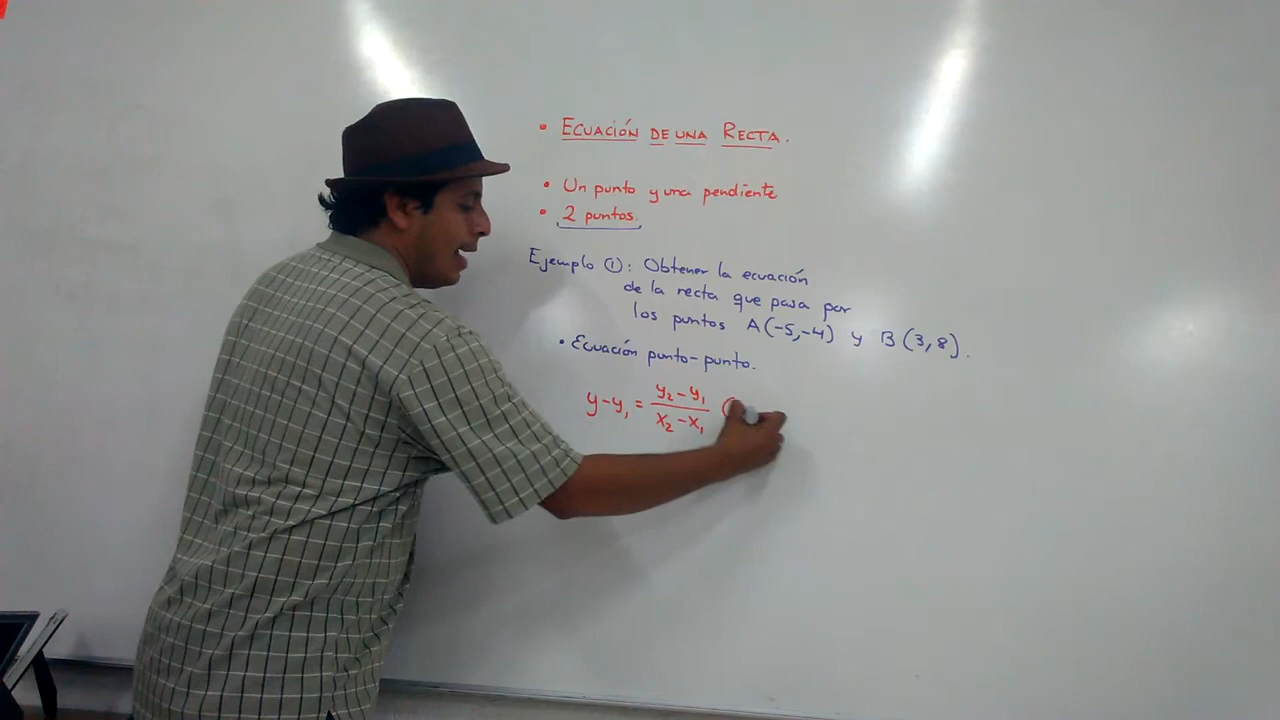 • ECUACIÓN DE UNA RECTA.
• Un punto y una pendiente
• 2 puntos.
Ejemplo ①: Obtener la ecuación
de la recta que pasa por
los puntos A(-5,-4) y B(3,8).
• Ecuación punto-punto.
y-y₁ = y₂-y₁/x₂-x₁ (